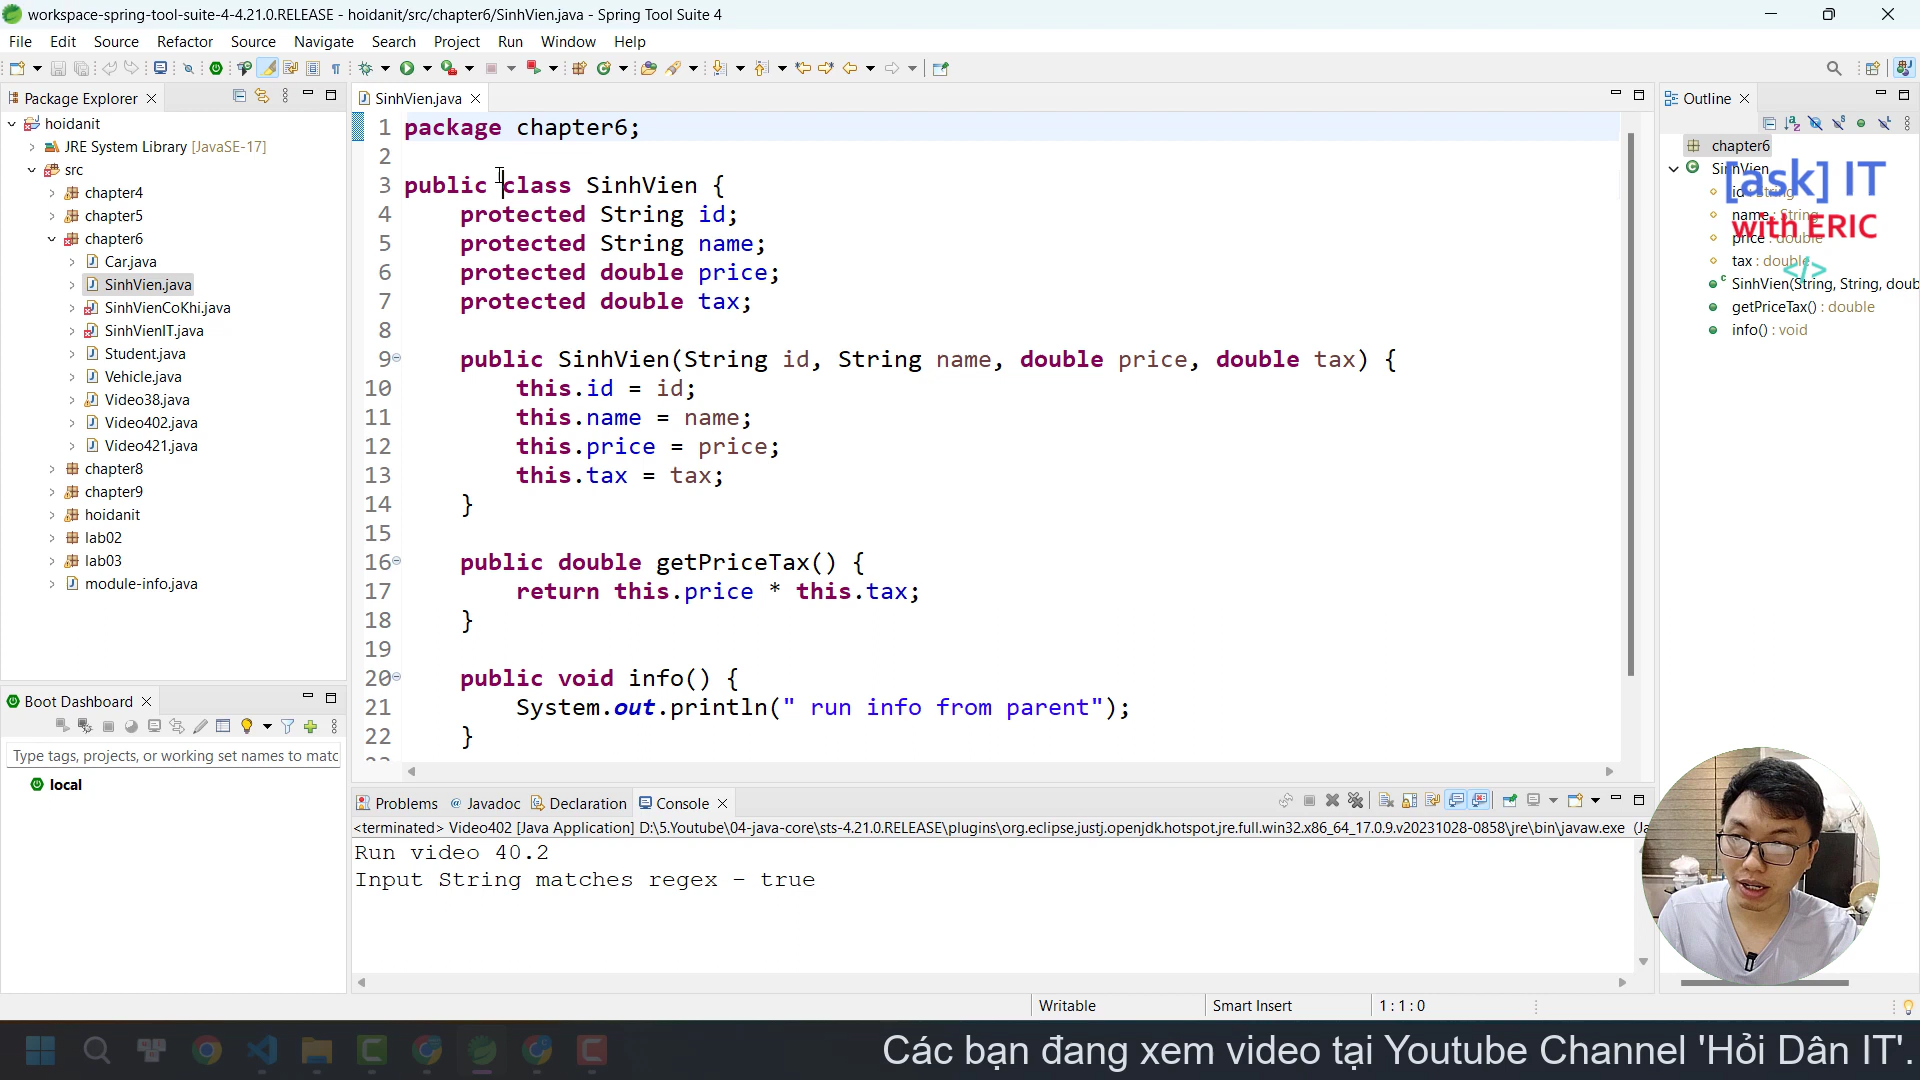 workspace-spring-tool-suite-4-4.21.0.RELEASE - hoidanit/src/chapter6/SinhVien.java - Spring Tool Suite 4
File Edit Source Refactor Source Navigate Search Project Run Window Help
Package Explorer
hoidanit
JRE System Library [JavaSE-17]
src
chapter4
chapter5
chapter6
Car.java
SinhVien.java
SinhVienCoKhi.java
SinhVienIT.java
Student.java
Vehicle.java
Video38.java
Video402.java
Video421.java
chapter8
chapter9
hoidanit
lab02
lab03
module-info.java
Boot Dashboard
Type tags, projects, or working set names to matc
local
SinhVien.java
1 package chapter6;
2
3 public class SinhVien {
4 protected String id;
5 protected String name;
6 protected double price;
7 protected double tax;
8
9 public SinhVien(String id, String name, double price, double tax) {
10 this.id = id;
11 this.name = name;
12 this.price = price;
13 this.tax = tax;
14 }
15
16 public double getPriceTax() {
17 return this.price * this.tax;
18 }
19
20 public void info() {
21 System.out.println(" run info from parent");
22 }
Problems Javadoc Declaration Console
<terminated> Video402 [Java Application] D:\5.Youtube\04-java-core\sts-4.21.0.RELEASE\plugins\org.eclipse.justj.openjdk.hotspot.jre.full.win32.x86_64_17.0.9.v20231028-0858\jre\bin\javaw.exe (Ja
Run video 40.2
Input String matches regex - true
Outline
chapter6
SinhVien
id : String
name : String
price : double
tax : double
SinhVien(String, String, doub
getPriceTax() : double
info() : void
[ask] IT
with ERIC
</>
Writable Smart Insert 1 : 1 : 0
Các bạn đang xem video tại Youtube Channel 'Hỏi Dân IT'.